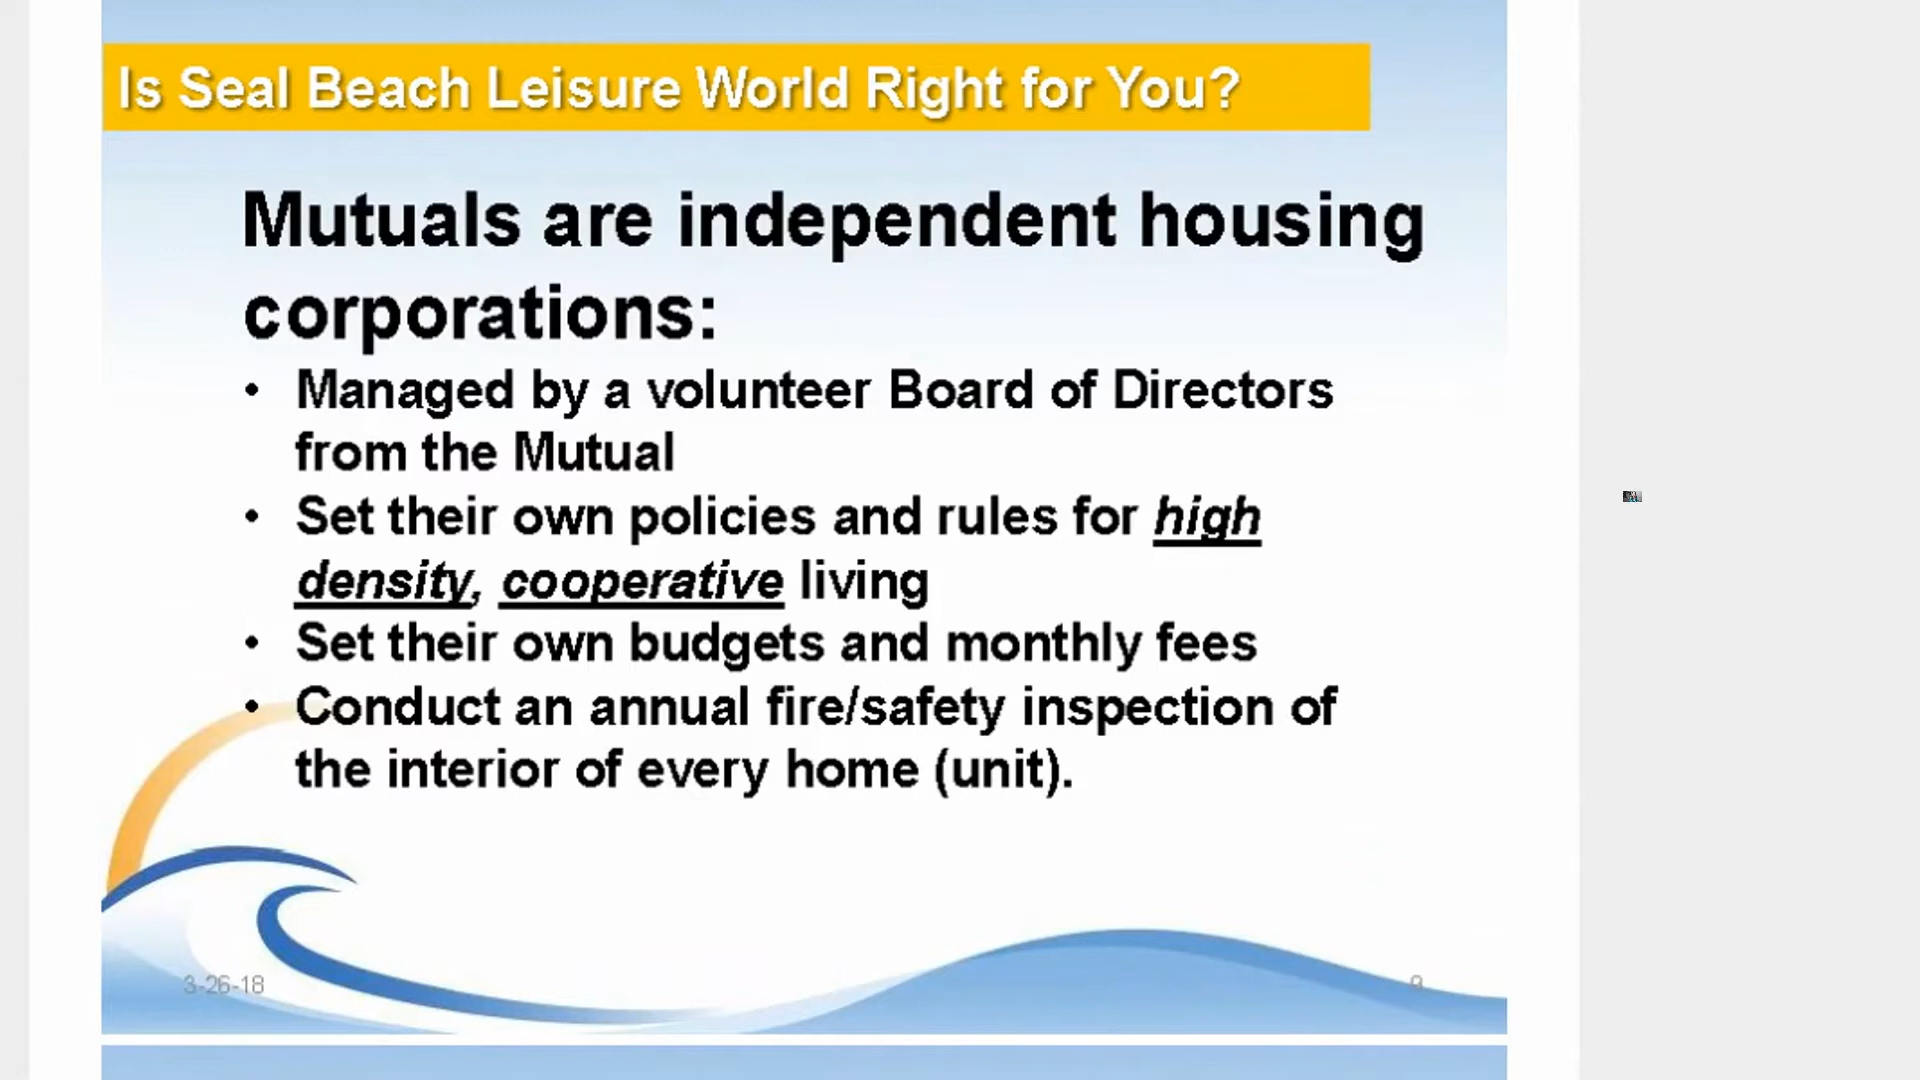 Is Seal Beach Leisure World Right for You?
Mutuals are independent housing
corporations:
• Managed by a volunteer Board of Directors
from the Mutual
• Set their own policies and rules for high
density, cooperative living
• Set their own budgets and monthly fees
• Conduct an annual fire/safety inspection of
the interior of every home (unit).
3-26-18
9